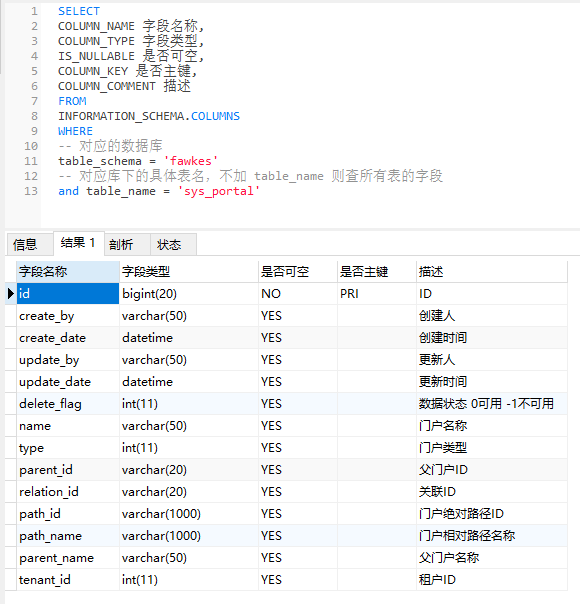 1 SELECT
2 COLUMN_NAME 字段名称,
3 COLUMN_TYPE 字段类型,
4 IS_NULLABLE 是否可空,
5 COLUMN_KEY 是否主键,
6 COLUMN_COMMENT 描述
7 FROM
8 INFORMATION_SCHEMA.COLUMNS
9 WHERE
10 -- 对应的数据库
11 table_schema = 'fawkes'
12 -- 对应库下的具体表名，不加 table_name 则查所有表的字段
13 and table_name = 'sys_portal'
信息 结果 1 剖析 状态
字段名称 字段类型 是否可空 是否主键 描述
id bigint(20) NO PRI ID
create_by varchar(50) YES 创建人
create_date datetime YES 创建时间
update_by varchar(50) YES 更新人
update_date datetime YES 更新时间
delete_flag int(11) YES 数据状态 0可用 -1不可用
name varchar(50) YES 门户名称
type int(11) YES 门户类型
parent_id varchar(20) YES 父门户ID
relation_id varchar(20) YES 关联ID
path_id varchar(1000) YES 门户绝对路径ID
path_name varchar(1000) YES 门户相对路径名称
parent_name varchar(50) YES 父门户名称
tenant_id int(11) YES 租户ID